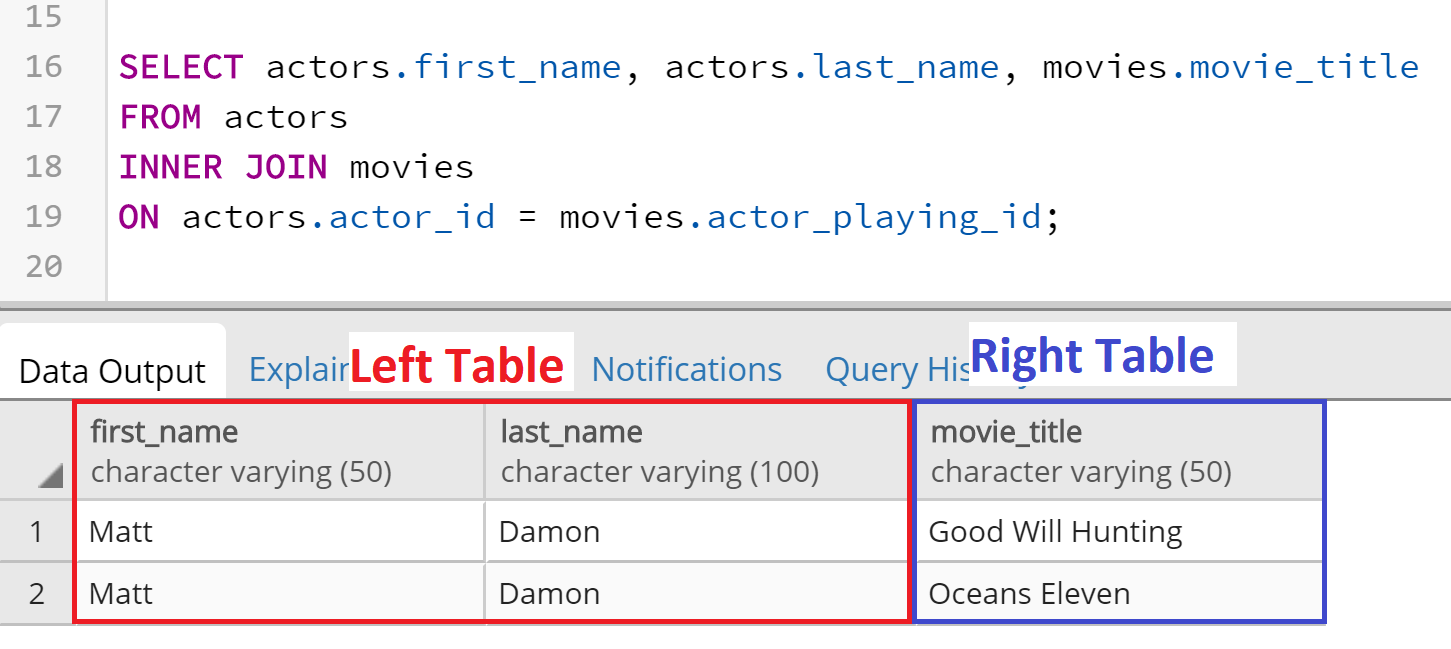 15
16 SELECT actors.first_name, actors.last_name, movies.movie_title
17 FROM actors
18 INNER JOIN movies
19 ON actors.actor_id = movies.actor_playing_id;
20
Data Output Left Table Notifications Query Right Table
first_name last_name movie_title
character varying (50) character varying (100) character varying (50)
1 Matt Damon Good Will Hunting
2 Matt Damon Oceans Eleven